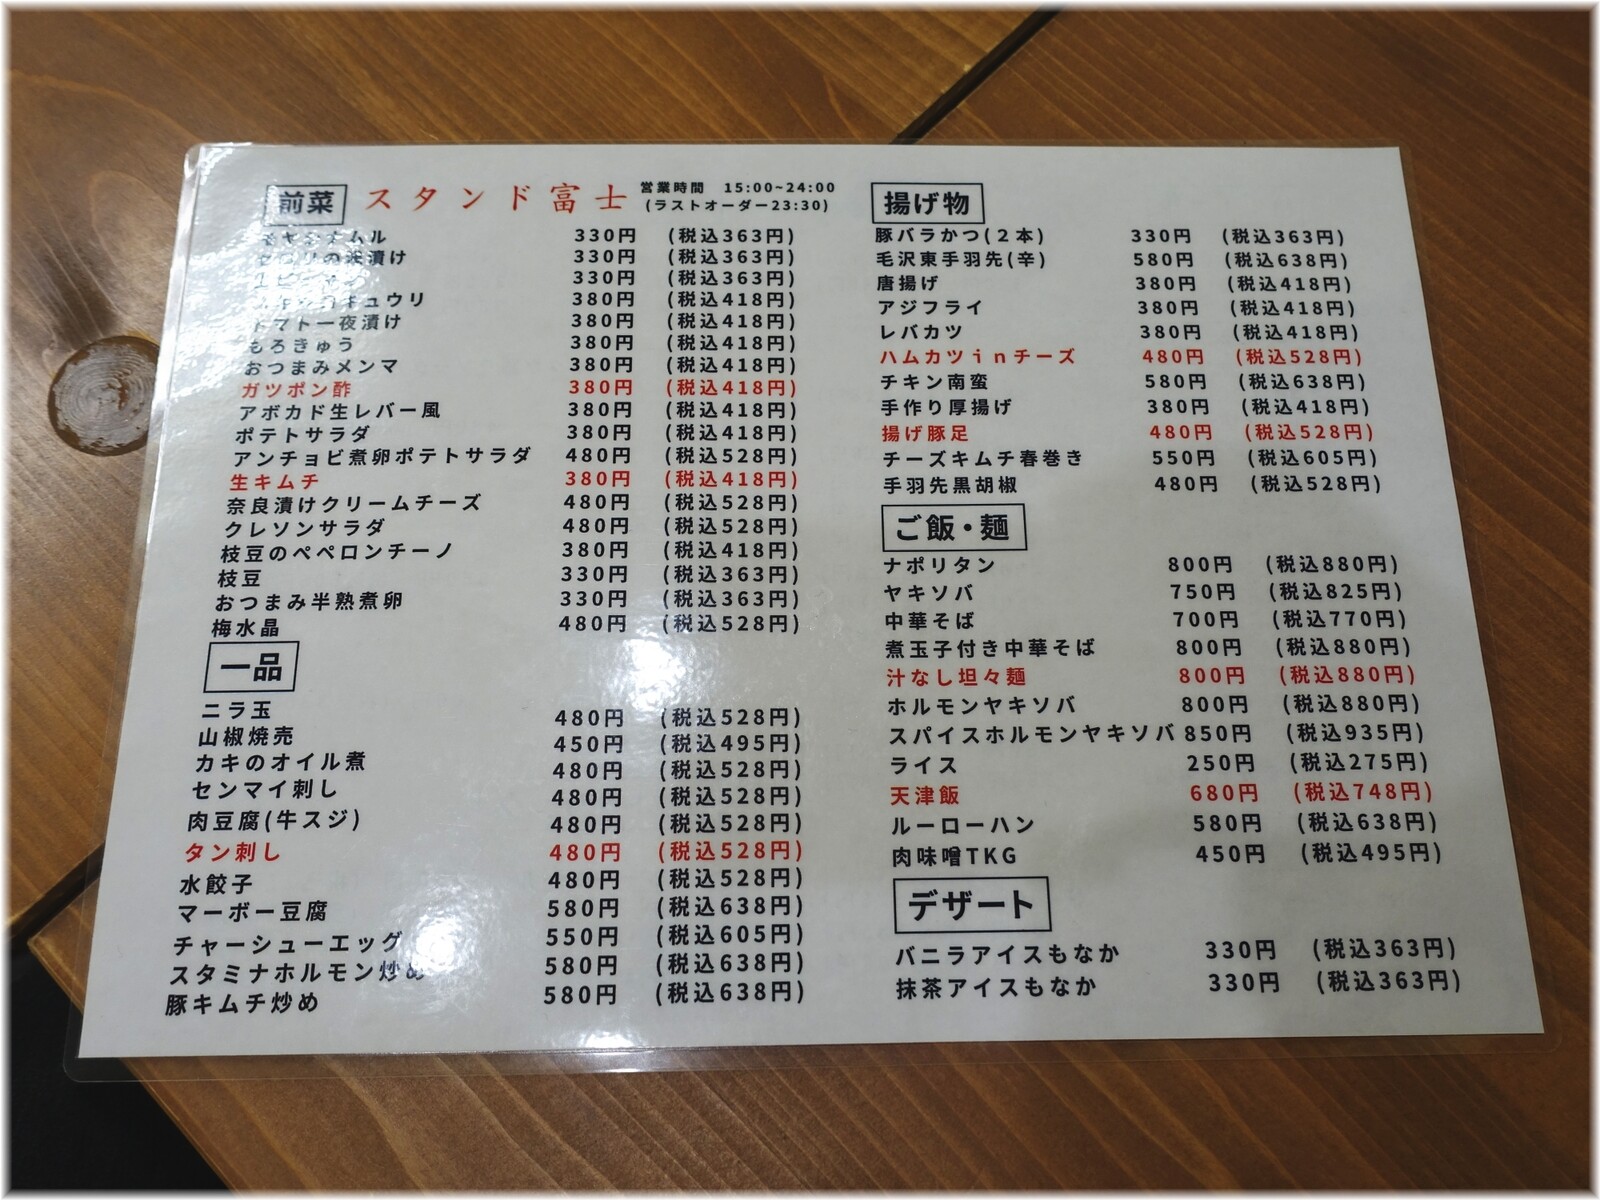 前菜 スタンド富士 営業時間 15:00~24:00
(ラストオーダー23:30)
モヤシナムル 330円 (税込363円)
セロリの浅漬け 330円 (税込363円)
330円 (税込363円)
キュウリ 380円 (税込418円)
トマト一夜漬け 380円 (税込418円)
もろきゅう 380円 (税込418円)
おつまみメンマ 380円 (税込418円)
ガツポン酢 380円 (税込418円)
アボカド生レバー風 380円 (税込418円)
ポテトサラダ 380円 (税込418円)
アンチョビ煮卵ポテトサラダ 480円 (税込528円)
生キムチ 380円 (税込418円)
奈良漬けクリームチーズ 480円 (税込528円)
クレソンサラダ 480円 (税込528円)
枝豆のペペロンチーノ 380円 (税込418円)
枝豆 330円 (税込363円)
おつまみ半熟煮卵 330円 (税込363円)
梅水晶 480円 (税込528円)
一品
ニラ玉 480円 (税込528円)
山椒焼売 450円 (税込495円)
カキのオイル煮 480円 (税込528円)
センマイ刺し 480円 (税込528円)
肉豆腐(牛スジ) 480円 (税込528円)
タン刺し 480円 (税込528円)
水餃子 480円 (税込528円)
マーボー豆腐 580円 (税込638円)
チャーシューエッグ 550円 (税込605円)
スタミナホルモン炒め 580円 (税込638円)
豚キムチ炒め 580円 (税込638円)
揚げ物
豚バラかつ(2本) 330円 (税込363円)
毛沢東手羽先(辛) 580円 (税込638円)
唐揚げ 380円 (税込418円)
アジフライ 380円 (税込418円)
レバカツ 380円 (税込418円)
ハムカツinチーズ 480円 (税込528円)
チキン南蛮 580円 (税込638円)
手作り厚揚げ 380円 (税込418円)
揚げ豚足 480円 (税込528円)
チーズキムチ春巻き 550円 (税込605円)
手羽先黒胡椒 480円 (税込528円)
ご飯・麺
ナポリタン 800円 (税込880円)
ヤキソバ 750円 (税込825円)
中華そば 700円 (税込770円)
煮玉子付き中華そば 800円 (税込880円)
汁なし坦々麺 800円 (税込880円)
ホルモンヤキソバ 800円 (税込880円)
スパイスホルモンヤキソバ 850円 (税込935円)
ライス 250円 (税込275円)
天津飯 680円 (税込748円)
ルーローハン 580円 (税込638円)
肉味噌TKG 450円 (税込495円)
デザート
バニラアイスもなか 330円 (税込363円)
抹茶アイスもなか 330円 (税込363円)